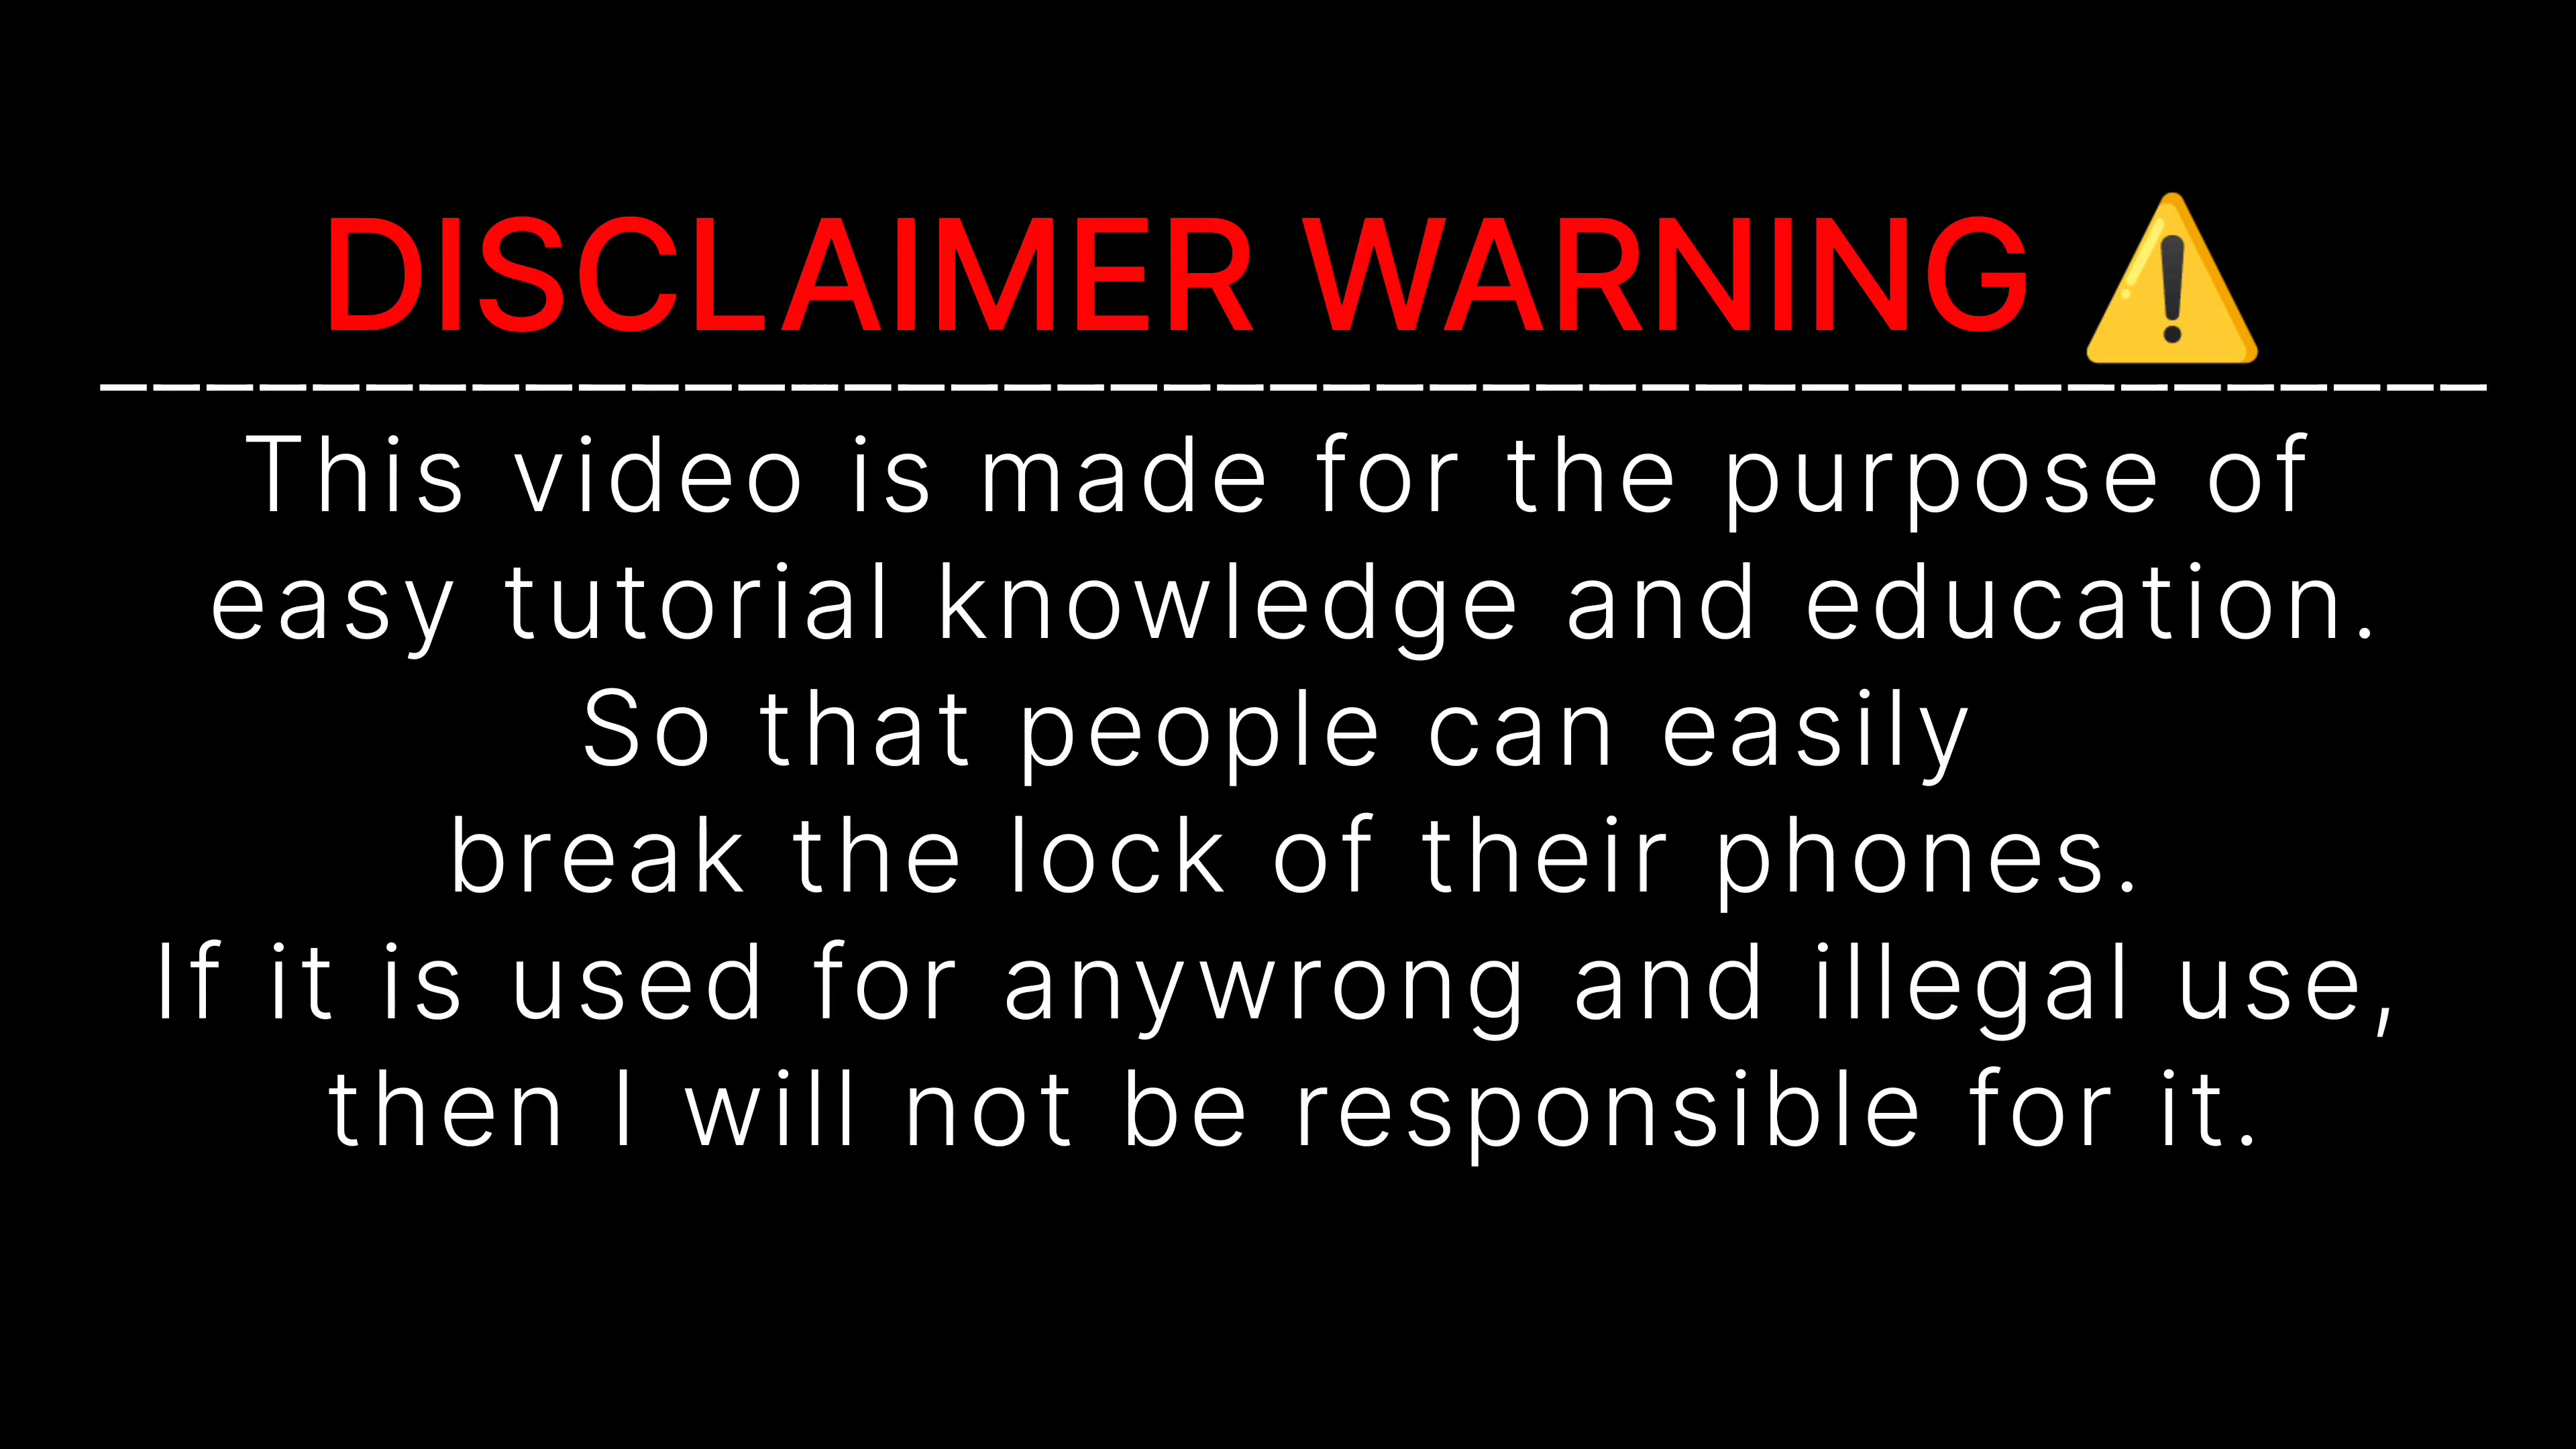 DISCLAIMER WARNING ⚠️
This video is made for the purpose of
easy tutorial knowledge and education.
So that people can easily
break the lock of their phones.
If it is used for anywrong and illegal use,
then I will not be responsible for it.